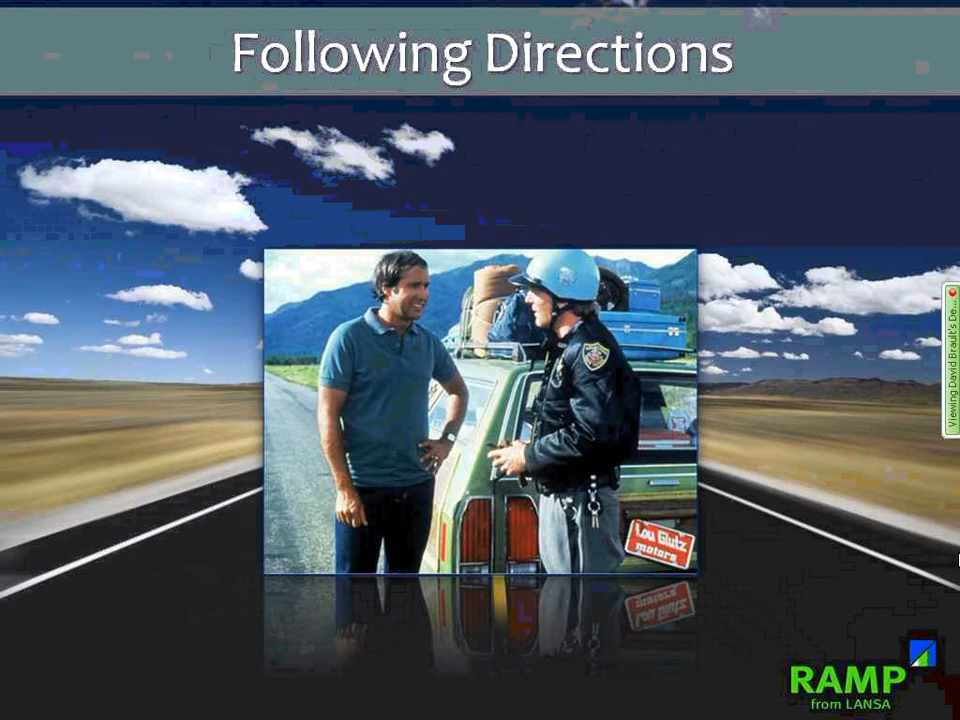 Following Directions
Viewing David Brault's De...
Lou Glutz
motors
RAMP
from LANSA